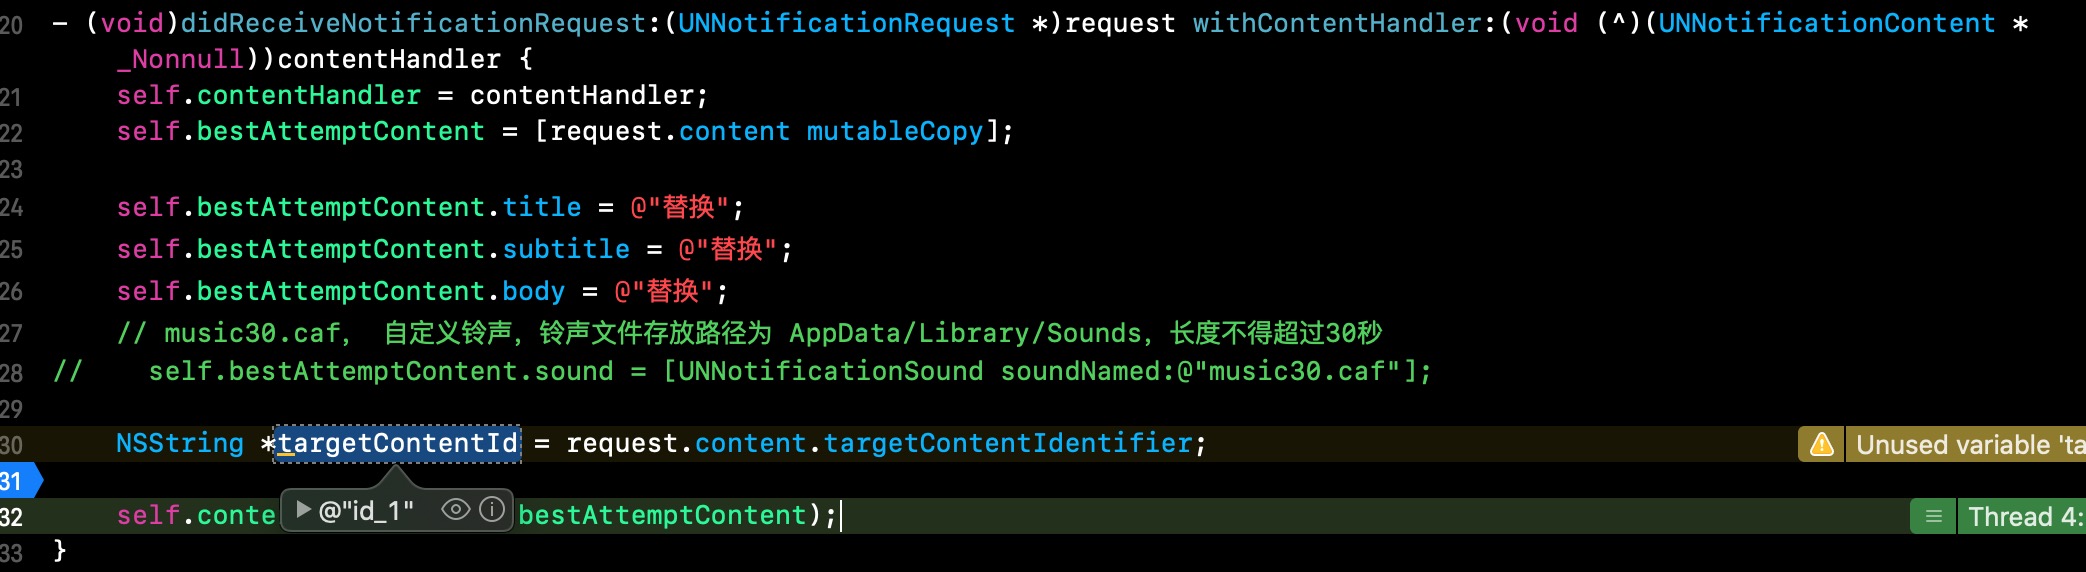 20 - (void)didReceiveNotificationRequest:(UNNotificationRequest *)request withContentHandler:(void (^)(UNNotificationContent *
_Nonnull))contentHandler {
21 self.contentHandler = contentHandler;
22 self.bestAttemptContent = [request.content mutableCopy];
23
24 self.bestAttemptContent.title = @"替换";
25 self.bestAttemptContent.subtitle = @"替换";
26 self.bestAttemptContent.body = @"替换";
27 // music30.caf， 自定义铃声，铃声文件存放路径为 AppData/Library/Sounds，长度不得超过30秒
28 // self.bestAttemptContent.sound = [UNNotificationSound soundNamed:@"music30.caf"];
29
30 NSString *targetContentId = request.content.targetContentIdentifier; Unused variable 'ta
31
32 self.conte @"id_1" bestAttemptContent); Thread 4:
33 }